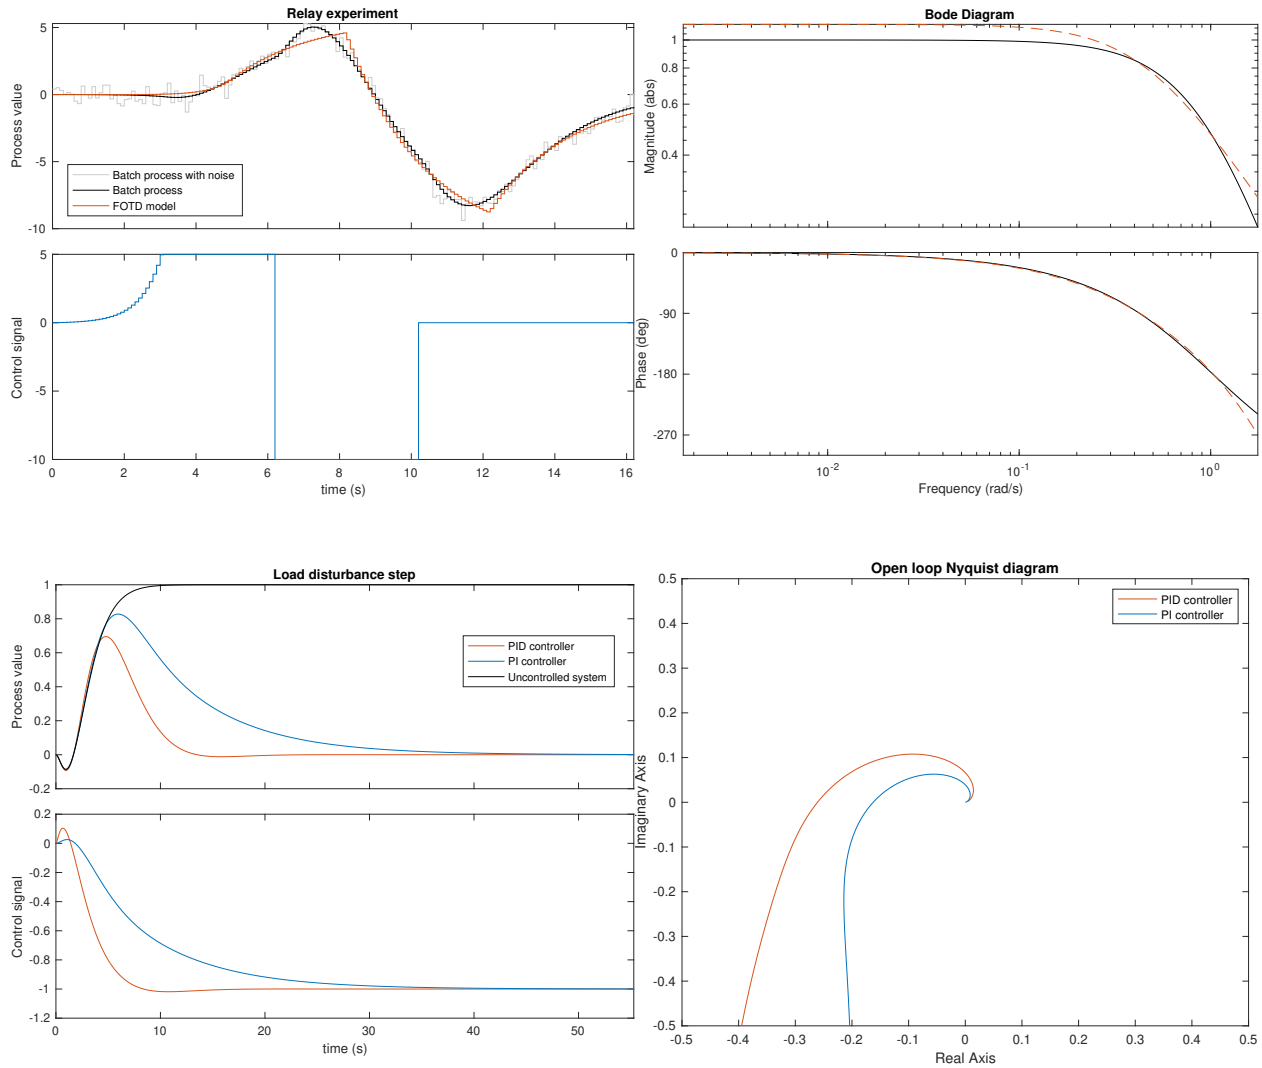 Relay experiment
5
0
-5
-10
Process value
Batch process with noise
Batch process
FOTD model
5
0
-5
-10
Control signal
0 2 4 6 8 10 12 14 16
time (s)
Bode Diagram
1
0.8
0.6
0.4
Magnitude (abs)
0
-90
-180
-270
Phase (deg)
10-2 10-1 100
Frequency (rad/s)
Load disturbance step
1
0.8
0.6
0.4
0.2
0
-0.2
Process value
PID controller
PI controller
Uncontrolled system
0.2
0
-0.2
-0.4
-0.6
-0.8
-1
-1.2
Control signal
0 10 20 30 40 50
time (s)
Open loop Nyquist diagram
0.5
0.4
0.3
0.2
0.1
0
-0.1
-0.2
-0.3
-0.4
-0.5
Imaginary Axis
PID controller
PI controller
-0.5 -0.4 -0.3 -0.2 -0.1 0 0.1 0.2 0.3 0.4 0.5
Real Axis